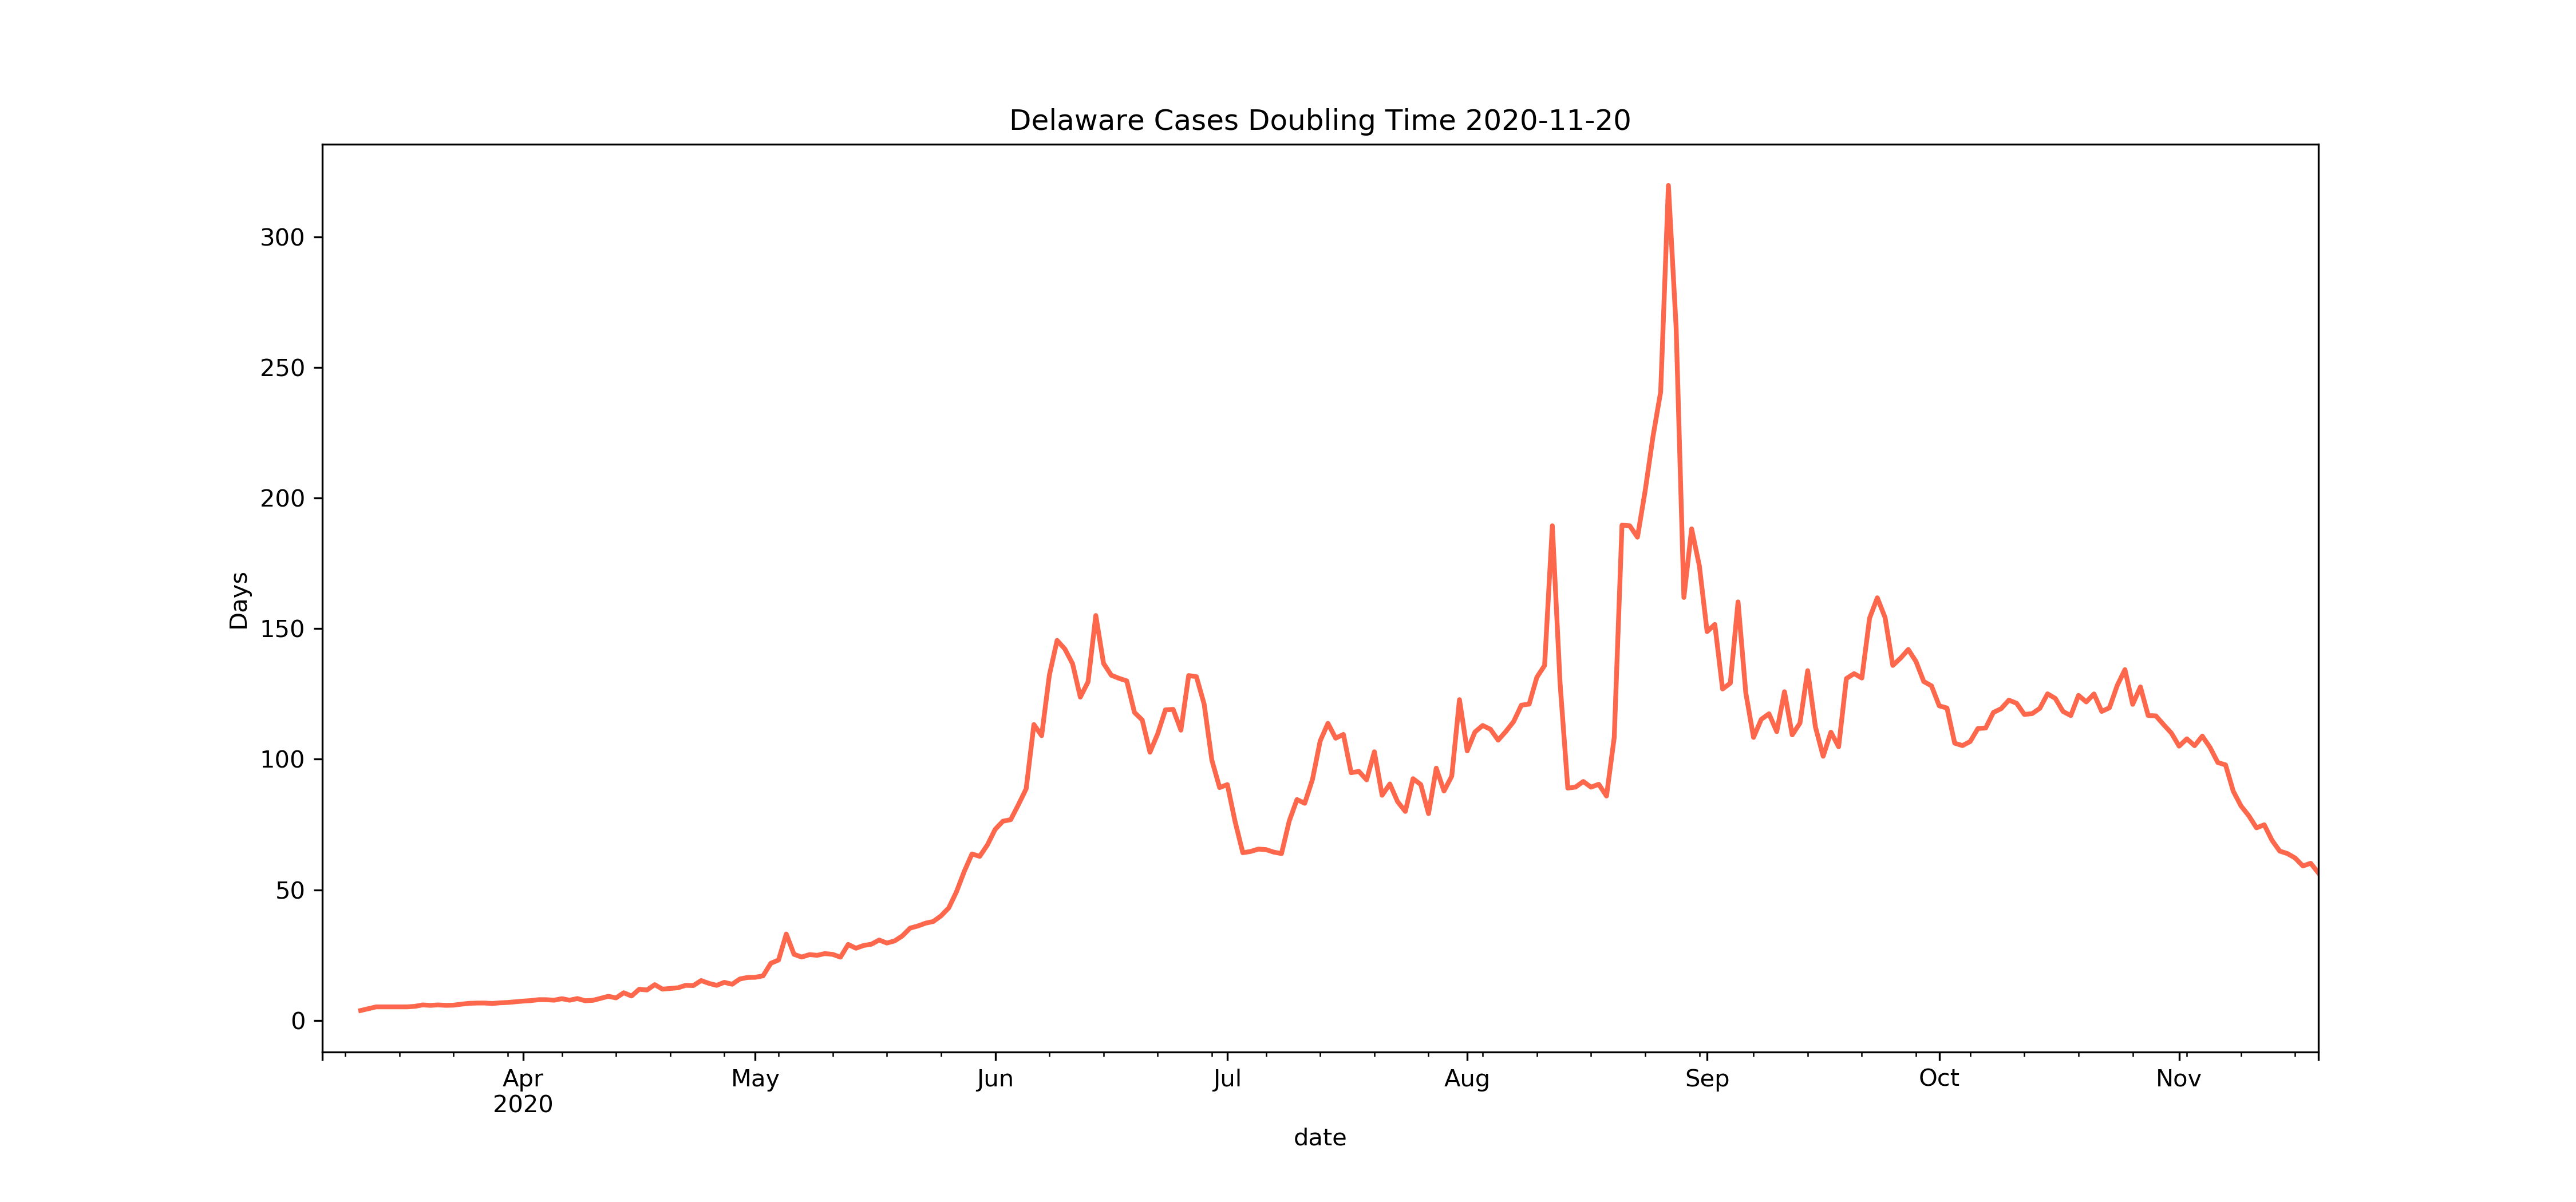 Delaware Cases Doubling Time 2020-11-20
300
250
200
150
100
50
0
Days
Apr May Jun Jul Aug Sep Oct Nov
2020
date